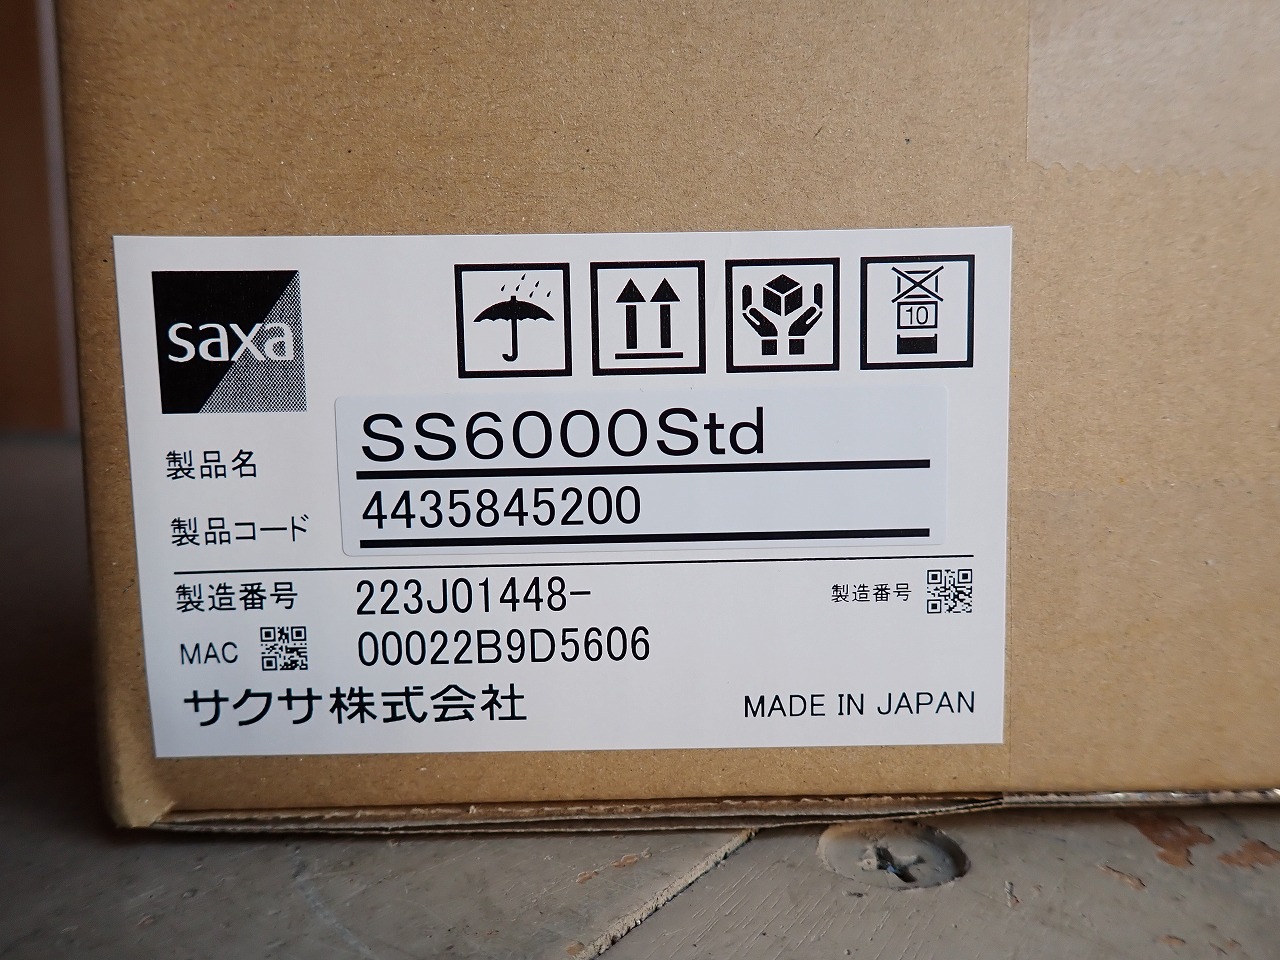 saxa
10
製品名 SS6000Std
製品コード 4435845200
製造番号 223J01448- 製造番号
MAC 00022B9D5606
サクサ株式会社 MADE IN JAPAN